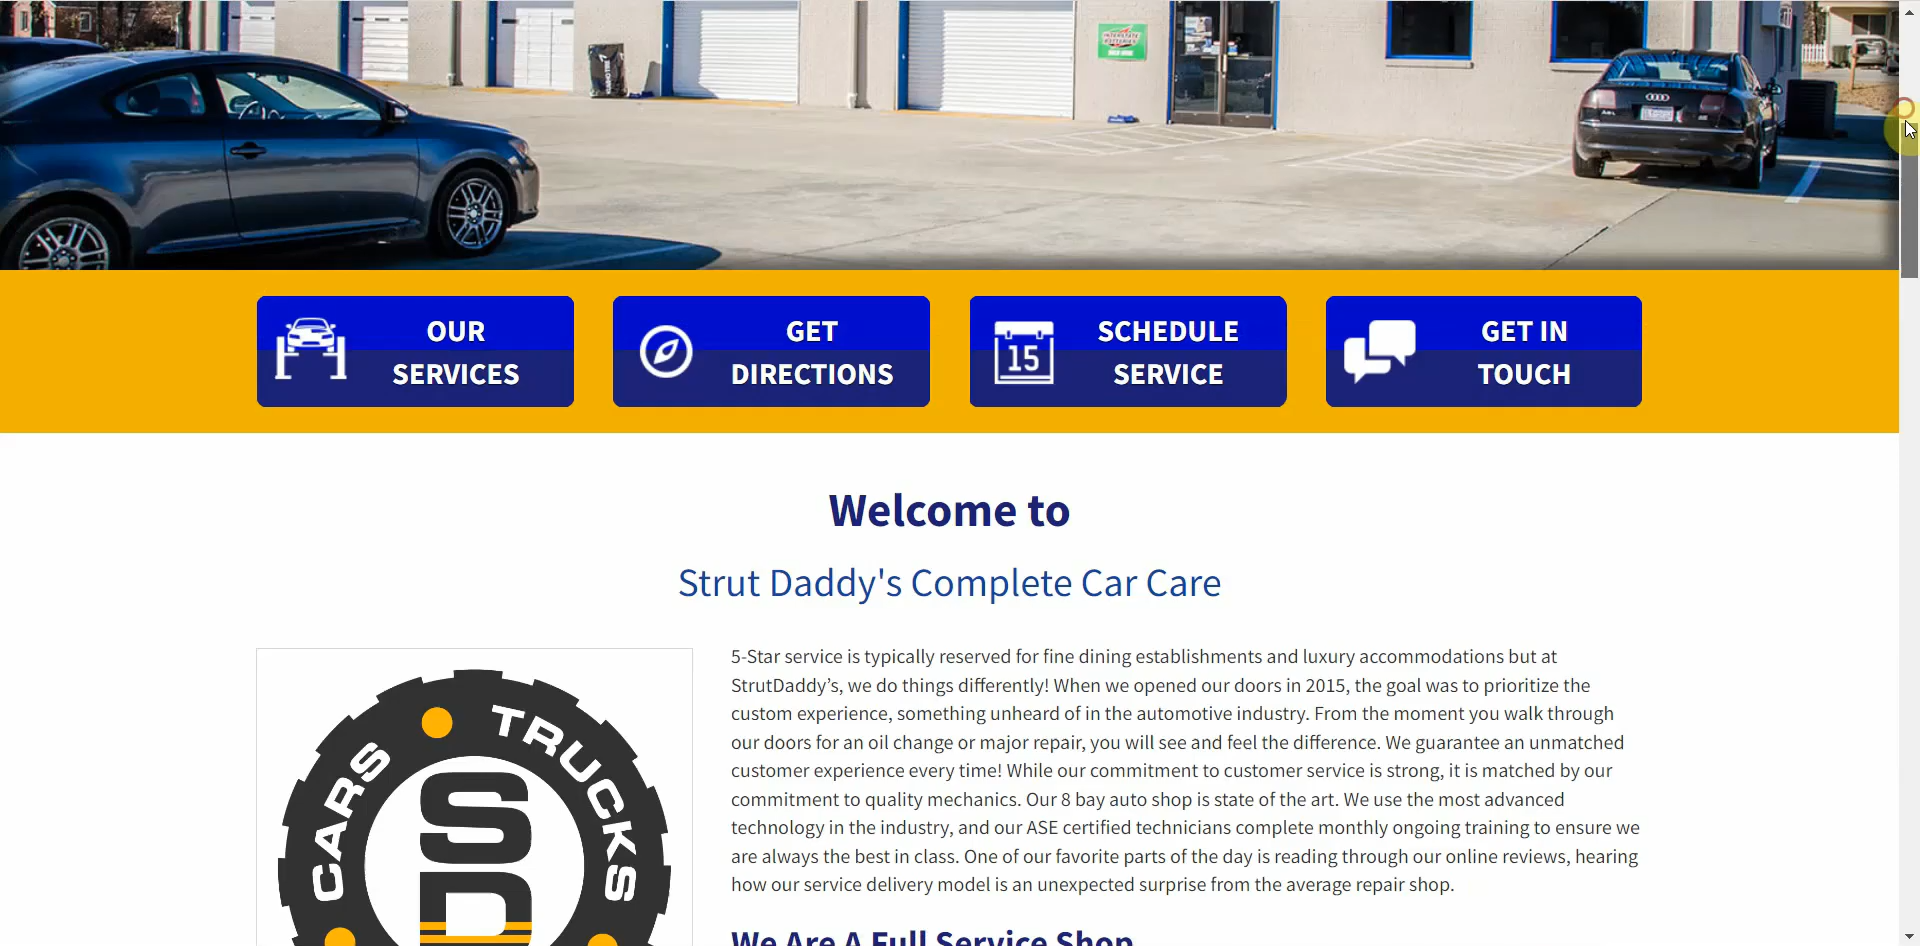 INTERSTATE
BATTERIES
OUR
SERVICES
GET
DIRECTIONS
15
SCHEDULE
SERVICE
GET IN
TOUCH
Welcome to
Strut Daddy's Complete Car Care
CARS TRUCKS
SD
5-Star service is typically reserved for fine dining establishments and luxury accommodations but at
StrutDaddy’s, we do things differently! When we opened our doors in 2015, the goal was to prioritize the
custom experience, something unheard of in the automotive industry. From the moment you walk through
our doors for an oil change or major repair, you will see and feel the difference. We guarantee an unmatched
customer experience every time! While our commitment to customer service is strong, it is matched by our
commitment to quality mechanics. Our 8 bay auto shop is state of the art. We use the most advanced
technology in the industry, and our ASE certified technicians complete monthly ongoing training to ensure we
are always the best in class. One of our favorite parts of the day is reading through our online reviews, hearing
how our service delivery model is an unexpected surprise from the average repair shop.
We Are A Full Service Shop